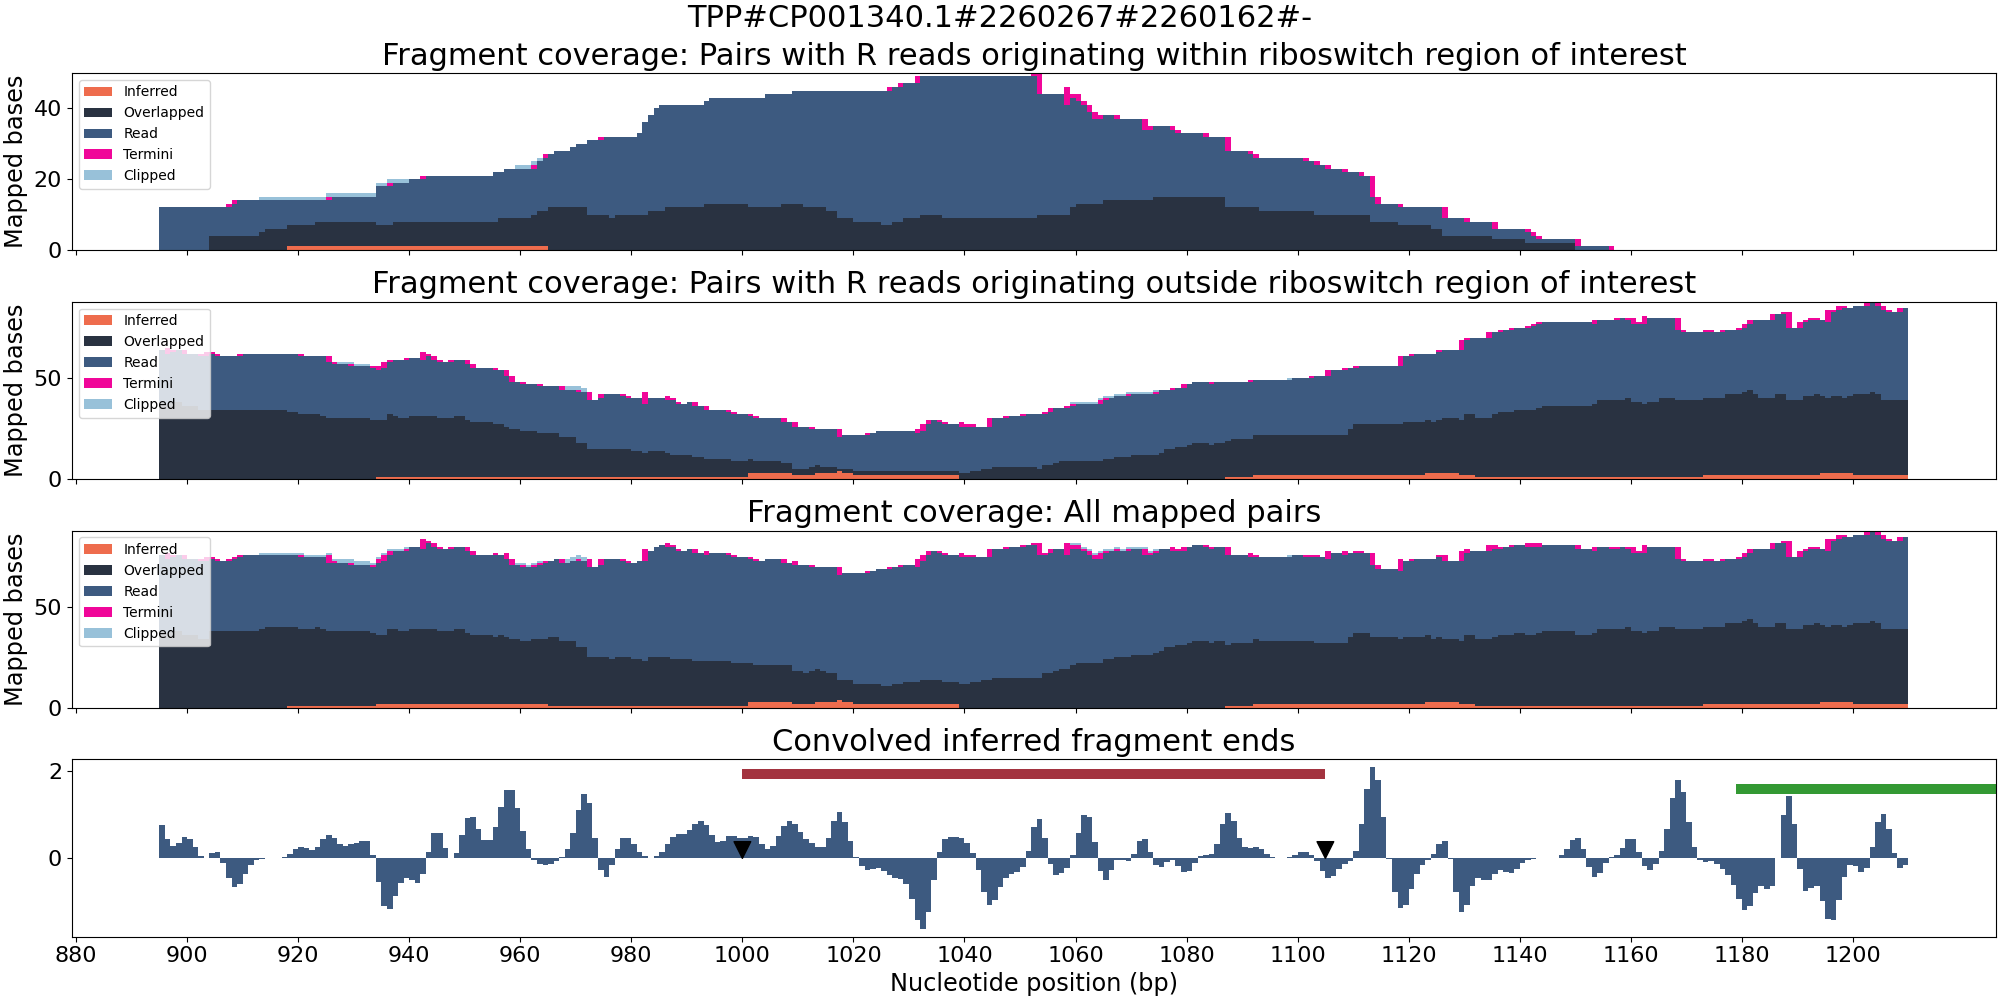 TPP#CP001340.1#2260267#2260162#-
Fragment coverage: Pairs with R reads originating within riboswitch region of interest
Mapped bases
40
20
0
Inferred
Overlapped
Read
Termini
Clipped
Fragment coverage: Pairs with R reads originating outside riboswitch region of interest
Mapped bases
50
0
Inferred
Overlapped
Read
Termini
Clipped
Fragment coverage: All mapped pairs
Mapped bases
50
0
Inferred
Overlapped
Read
Termini
Clipped
Convolved inferred fragment ends
2
0
880 900 920 940 960 980 1000 1020 1040 1060 1080 1100 1120 1140 1160 1180 1200
Nucleotide position (bp)